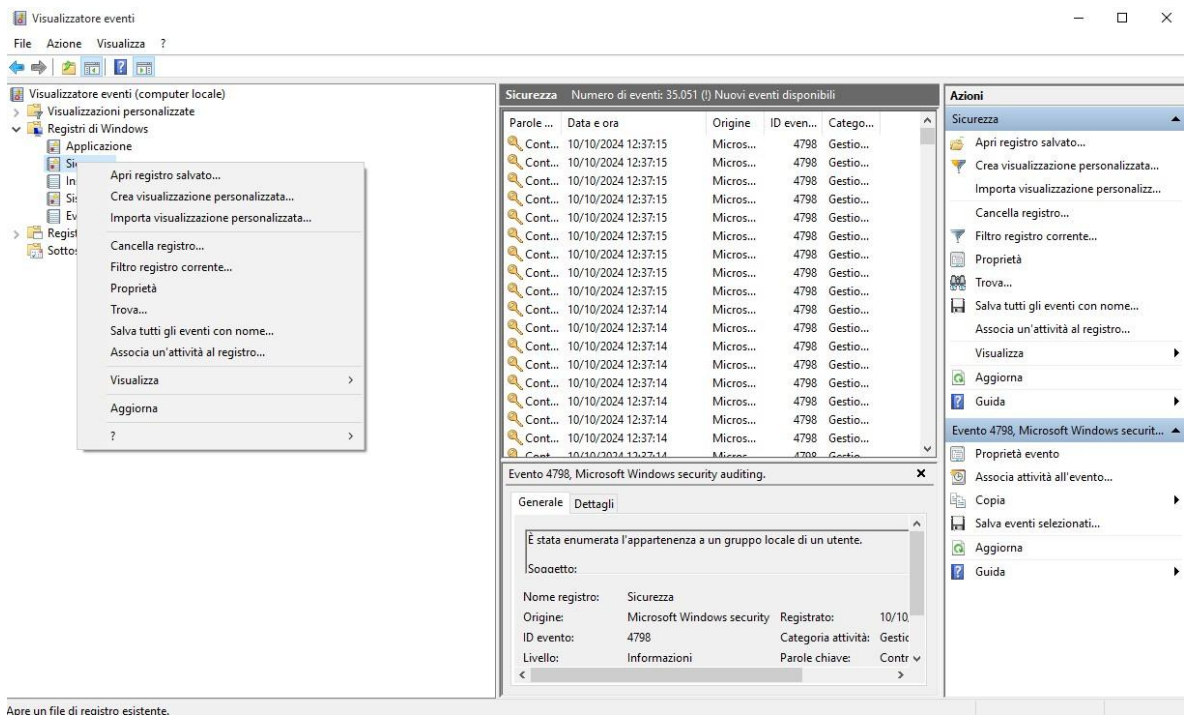 Visualizzatore eventi
File Azione Visualizza ?
Visualizzatore eventi (computer locale)
Visualizzazioni personalizzate
Registri di Windows
Applicazione
Si
In
Sis
Ev
Regist
Sottos
Apri registro salvato...
Crea visualizzazione personalizzata...
Importa visualizzazione personalizzata...
Cancella registro...
Filtro registro corrente...
Proprietà
Trova...
Salva tutti gli eventi con nome...
Associa un'attività al registro...
Visualizza
Aggiorna
?
Sicurezza Numero di eventi: 35.051 (!) Nuovi eventi disponibili
Parole ... Data e ora Origine ID even... Catego...
Cont... 10/10/2024 12:37:15 Micros... 4798 Gestio...
Cont... 10/10/2024 12:37:15 Micros... 4798 Gestio...
Cont... 10/10/2024 12:37:15 Micros... 4798 Gestio...
Cont... 10/10/2024 12:37:15 Micros... 4798 Gestio...
Cont... 10/10/2024 12:37:15 Micros... 4798 Gestio...
Cont... 10/10/2024 12:37:15 Micros... 4798 Gestio...
Cont... 10/10/2024 12:37:15 Micros... 4798 Gestio...
Cont... 10/10/2024 12:37:15 Micros... 4798 Gestio...
Cont... 10/10/2024 12:37:15 Micros... 4798 Gestio...
Cont... 10/10/2024 12:37:14 Micros... 4798 Gestio...
Cont... 10/10/2024 12:37:14 Micros... 4798 Gestio...
Cont... 10/10/2024 12:37:14 Micros... 4798 Gestio...
Cont... 10/10/2024 12:37:14 Micros... 4798 Gestio...
Cont... 10/10/2024 12:37:14 Micros... 4798 Gestio...
Cont... 10/10/2024 12:37:14 Micros... 4798 Gestio...
Cont... 10/10/2024 12:37:14 Micros... 4798 Gestio...
Cont... 10/10/2024 12:37:14 Micros... 4798 Gestio...
Cont... 10/10/2024 12:37:14 Micros... 4798 Gestio...
Evento 4798, Microsoft Windows security auditing.
Generale Dettagli
È stata enumerata l'appartenenza a un gruppo locale di un utente.
Soggetto:
Nome registro: Sicurezza
Origine: Microsoft Windows security Registrato: 10/10,
ID evento: 4798 Categoria attività: Gestic
Livello: Informazioni Parole chiave: Contr
Azioni
Sicurezza
Apri registro salvato...
Crea visualizzazione personalizzata...
Importa visualizzazione personalizz...
Cancella registro...
Filtro registro corrente...
Proprietà
Trova...
Salva tutti gli eventi con nome...
Associa un'attività al registro...
Visualizza
Aggiorna
Guida
Evento 4798, Microsoft Windows securit...
Proprietà evento
Associa attività all'evento...
Copia
Salva eventi selezionati...
Aggiorna
Guida
Apre un file di registro esistente.